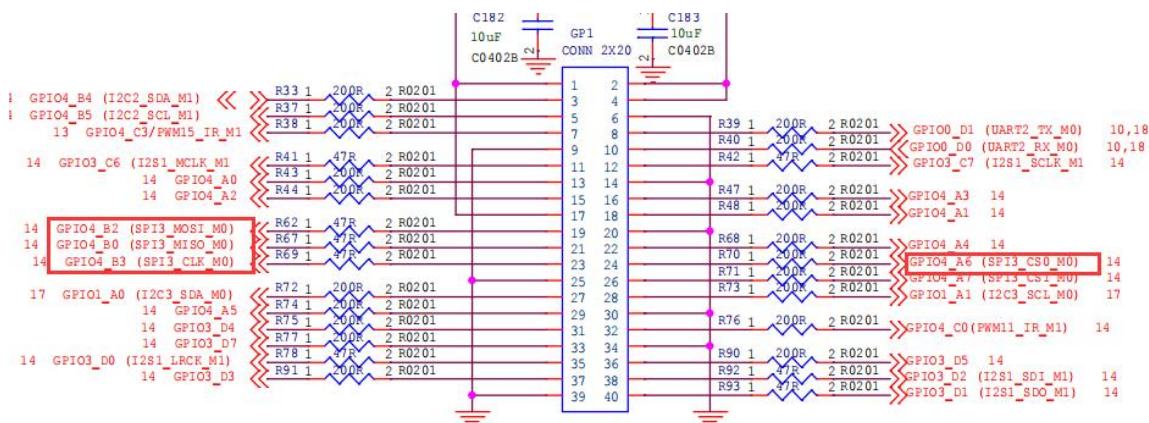 C182
10uF
C0402B
2
GP1
CONN 2X20
C183
10uF
C0402B
2
1 2
3 4
5 6
7 8
9 10
11 12
13 14
15 16
17 18
19 20
21 22
23 24
25 26
27 28
29 30
31 32
33 34
35 36
37 38
39 40
GPIO4_B4 (I2C2_SDA_M1) R33 1 200R 2 R0201
GPIO4_B5 (I2C2_SCL_M1) R37 1 200R 2 R0201
13 GPIO4_C3/PWM15_IR_M1 R38 1 200R 2 R0201
14 GPIO3_C6 (I2S1_MCLK_M1 R41 1 47R 2 R0201
14 GPIO4_A0 R43 1 200R 2 R0201
14 GPIO4_A2 R44 1 200R 2 R0201
14 GPIO4_B2 (SPI3_MOSI_M0) R62 1 47R 2 R0201
14 GPIO4_B0 (SPI3_MISO_M0) R67 1 47R 2 R0201
14 GPIO4_B3 (SPI3_CLK_M0) R69 1 47R 2 R0201
17 GPIO1_A0 (I2C3_SDA_M0) R72 1 200R 2 R0201
14 GPIO4_A5 R74 1 200R 2 R0201
14 GPIO3_D4 R75 1 200R 2 R0201
14 GPIO3_D7 R77 1 200R 2 R0201
14 GPIO3_D0 (I2S1_LRCK_M1) R78 1 47R 2 R0201
14 GPIO3_D3 R91 1 200R 2 R0201
R39 1 200R 2 R0201 GPIO0_D1 (UART2_TX_M0) 10,18
R40 1 200R 2 R0201 GPIO0_D0 (UART2_RX_M0) 10,18
R42 1 47R 2 R0201 GPIO3_C7 (I2S1_SCLK_M1 14
R47 1 200R 2 R0201 GPIO4_A3 14
R48 1 200R 2 R0201 GPIO4_A1 14
R68 1 200R 2 R0201 GPIO4_A4 14
R70 1 200R 2 R0201 GPIO4_A6 (SPI3_CS0_M0) 14
R71 1 200R 2 R0201 GPIO4_A7 (SPI3_CS1_M0) 14
R73 1 200R 2 R0201 GPIO1_A1 (I2C3_SCL_M0) 17
R76 1 200R 2 R0201 GPIO4_C0(PWM11_IR_M1) 14
R90 1 200R 2 R0201 GPIO3_D5 14
R92 1 47R 2 R0201 GPIO3_D2 (I2S1_SDI_M1) 14
R93 1 200R 2 R0201 GPIO3_D1 (I2S1_SDO_M1) 14